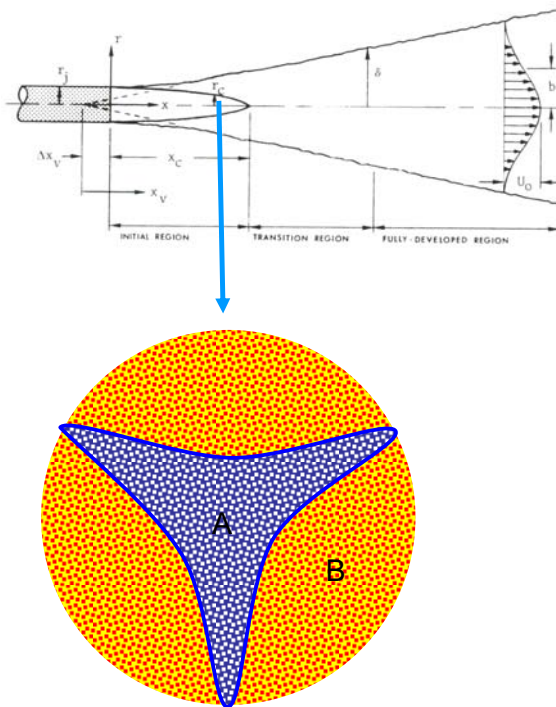 r
r_j
r_c
x
δ
b
Δx_v
x_c
x_v
U_o
INITIAL REGION TRANSITION REGION FULLY-DEVELOPED REGION
A
B